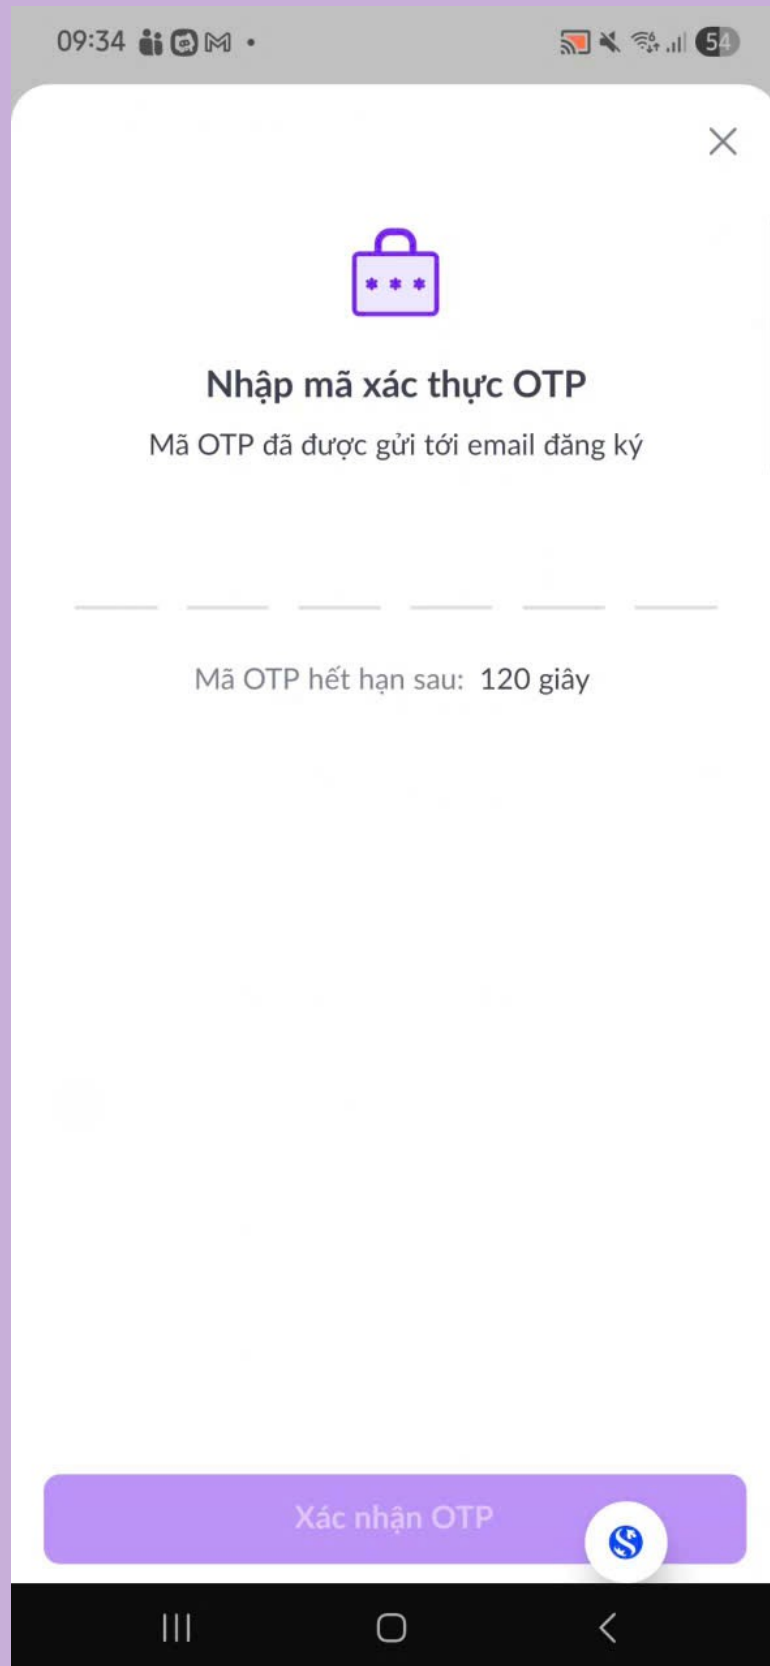 09:34
54
Nhập mã xác thực OTP
Mã OTP đã được gửi tới email đăng ký
Mã OTP hết hạn sau: 120 giây
Xác nhận OTP